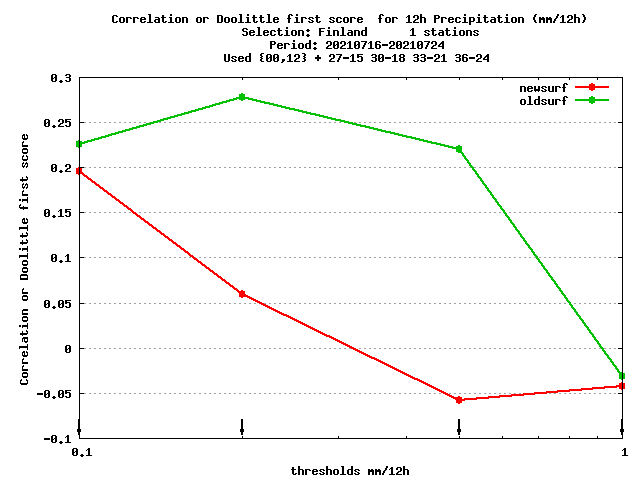 Correlation or Doolittle first score  for 12h Precipitation (mm/12h)
Selection: Finland      1 stations
Period: 20210716-20210724
Used {00,12} + 27-15 30-18 33-21 36-24
newsurf
oldsurf
Correlation or Doolittle first score
0.3
0.25
0.2
0.15
0.1
0.05
0
-0.05
-0.1
0.1
1
thresholds mm/12h